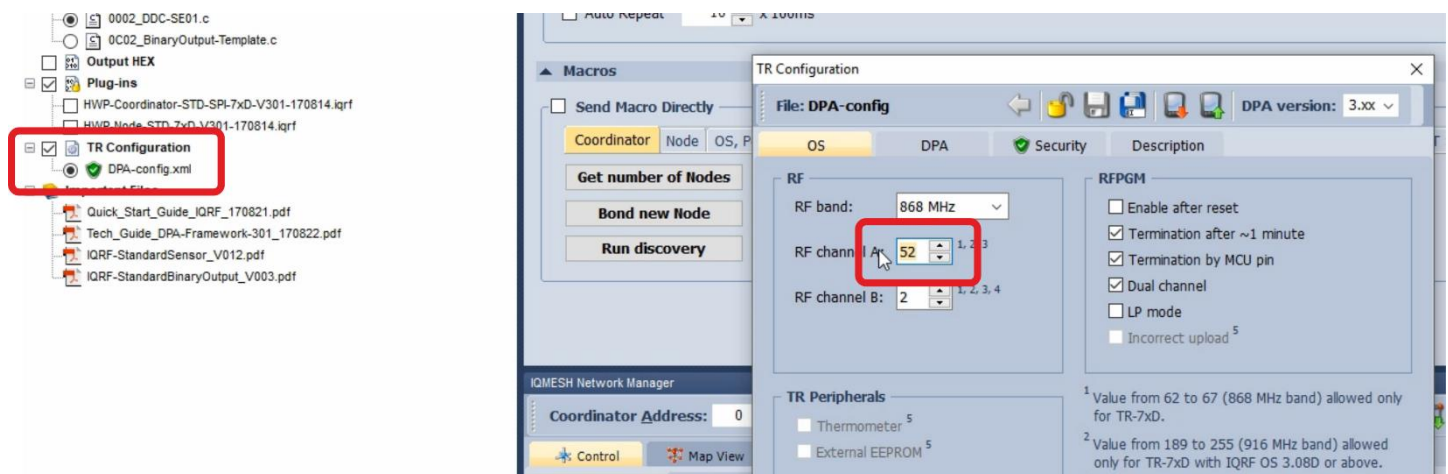 0002_DDC-SE01.c
0C02_BinaryOutput-Template.c
Output HEX
Plug-ins
HWP-Coordinator-STD-SPI-7xD-V301-170814.iqrf
HWP-Node-STD-7xD-V301-170814.iqrf
TR Configuration
DPA-config.xml
Important Files
Quick_Start_Guide_IQRF_170821.pdf
Tech_Guide_DPA-Framework-301_170822.pdf
IQRF-StandardSensor_V012.pdf
IQRF-StandardBinaryOutput_V003.pdf
Auto Repeat 10 x 100ms
Macros
Send Macro Directly
Coordinator Node OS, P
Get number of Nodes
Bond new Node
Run discovery
IQMESH Network Manager
Coordinator Address: 0
Control Map View
TR Configuration
File: DPA-config DPA version: 3.xx
OS DPA Security Description
RF
RF band: 868 MHz
RF channel A: 52 1, 2, 3
RF channel B: 2 1, 2, 3, 4
RFPGM
Enable after reset
Termination after ~1 minute
Termination by MCU pin
Dual channel
LP mode
Incorrect upload 5
TR Peripherals
Thermometer 5
External EEPROM 5
1 Value from 62 to 67 (868 MHz band) allowed only
for TR-7xD.
2 Value from 189 to 255 (916 MHz band) allowed
only for TR-7xD with IQRF OS 3.08D or above.